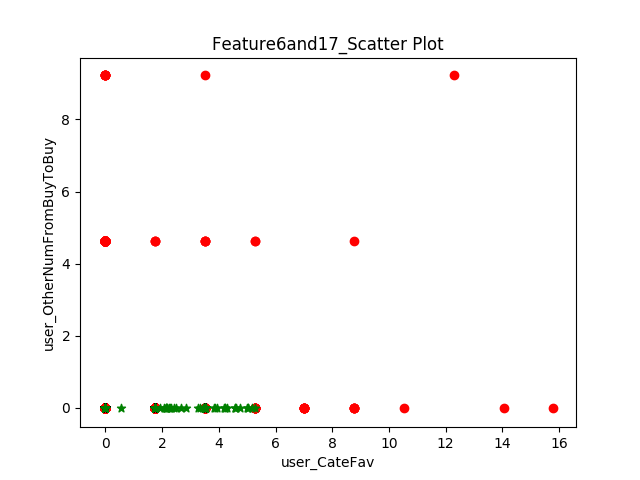 Feature6and17_Scatter Plot
user_OtherNumFromBuyToBuy
8
6
4
2
0
0 2 4 6 8 10 12 14 16
user_CateFav